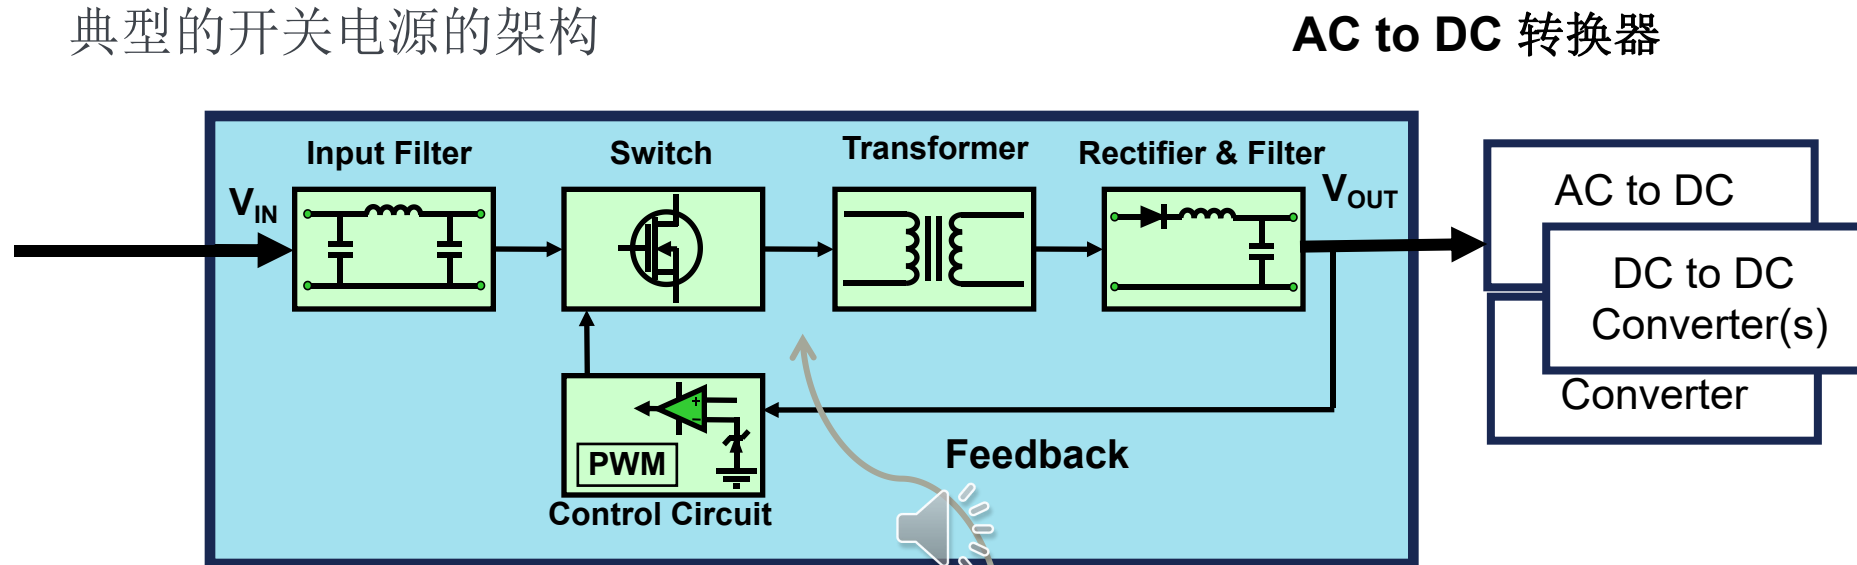 典型的开关电源的架构
AC to DC 转换器
Input Filter
Switch
Transformer
Rectifier & Filter
VIN
VOUT
AC to DC
DC to DC
Converter(s)
Converter
+
−
PWM
Feedback
Control Circuit